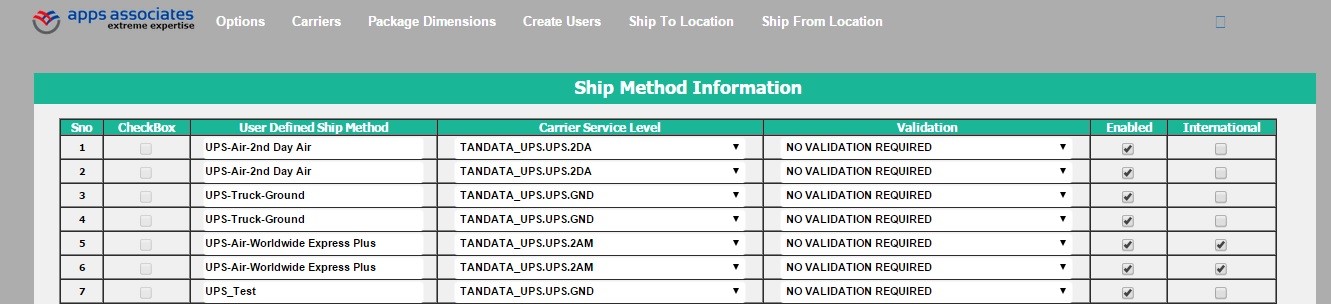 apps associates
extreme expertise
Options Carriers Package Dimensions Create Users Ship To Location Ship From Location
Ship Method Information
Sno CheckBox User Defined Ship Method Carrier Service Level Validation Enabled International
1 UPS-Air-2nd Day Air TANDATA_UPS.UPS.2DA NO VALIDATION REQUIRED
2 UPS-Air-2nd Day Air TANDATA_UPS.UPS.2DA NO VALIDATION REQUIRED
3 UPS-Truck-Ground TANDATA_UPS.UPS.GND NO VALIDATION REQUIRED
4 UPS-Truck-Ground TANDATA_UPS.UPS.GND NO VALIDATION REQUIRED
5 UPS-Air-Worldwide Express Plus TANDATA_UPS.UPS.2AM NO VALIDATION REQUIRED
6 UPS-Air-Worldwide Express Plus TANDATA_UPS.UPS.2AM NO VALIDATION REQUIRED
7 UPS_Test TANDATA_UPS.UPS.GND NO VALIDATION REQUIRED